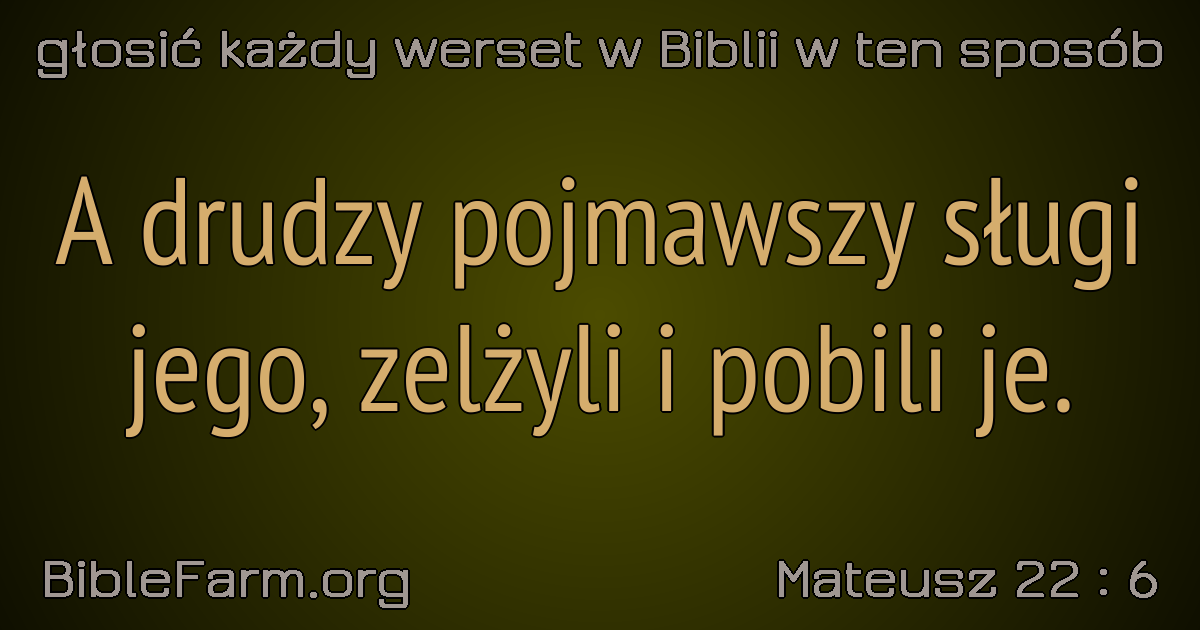 głosić każdy werset w Biblii w ten sposób
A drudzy pojmawszy sługi
jego, zelżyli i pobili je.
BibleFarm.org
Mateusz 22 : 6